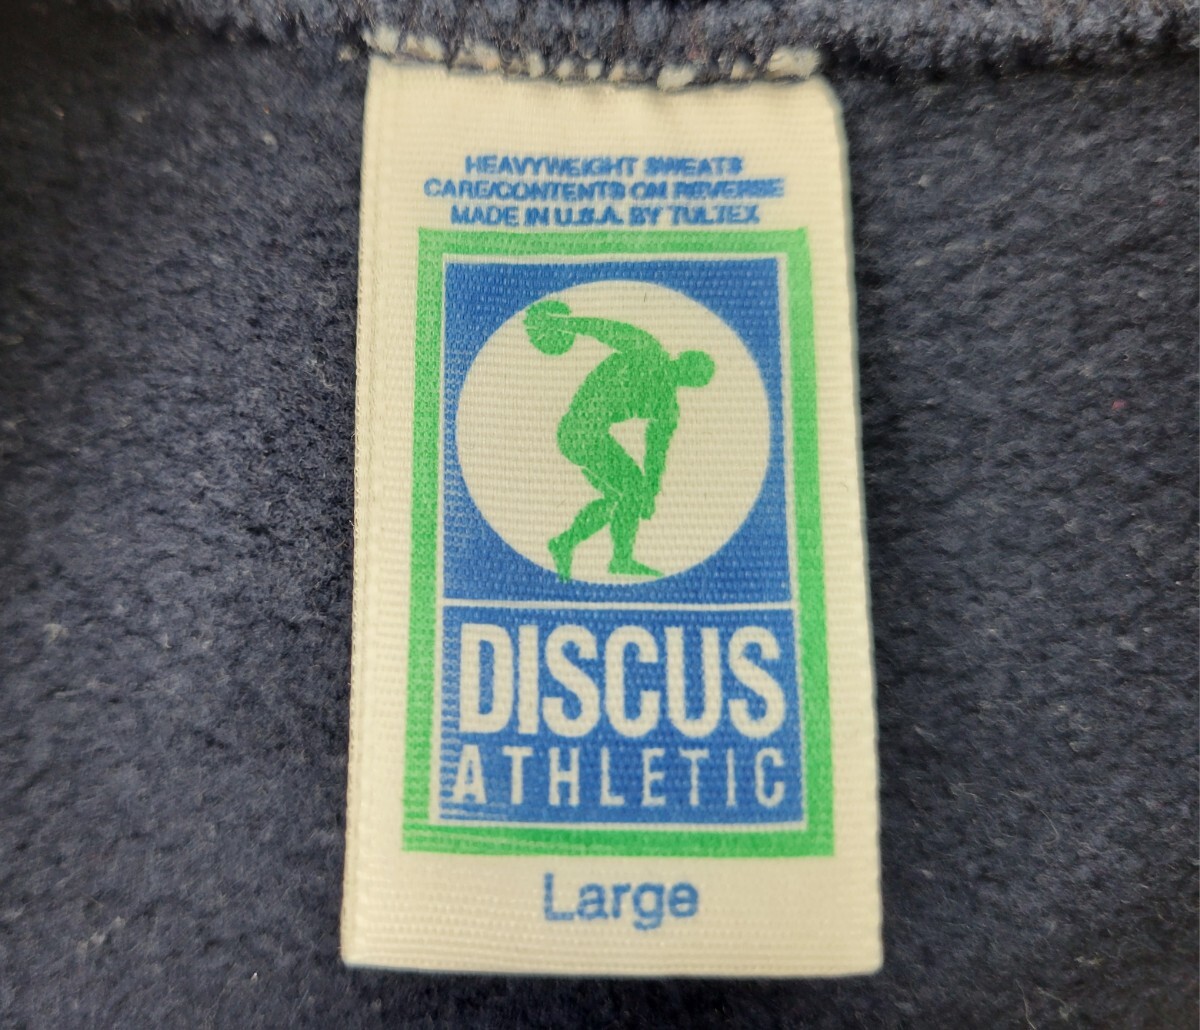 HEAVYWEIGHT SWEATS
CARE/CONTENTS ON REVERSE
MADE IN U.S.A. BY TULTEX
DISCUS
ATHLETIC
Large